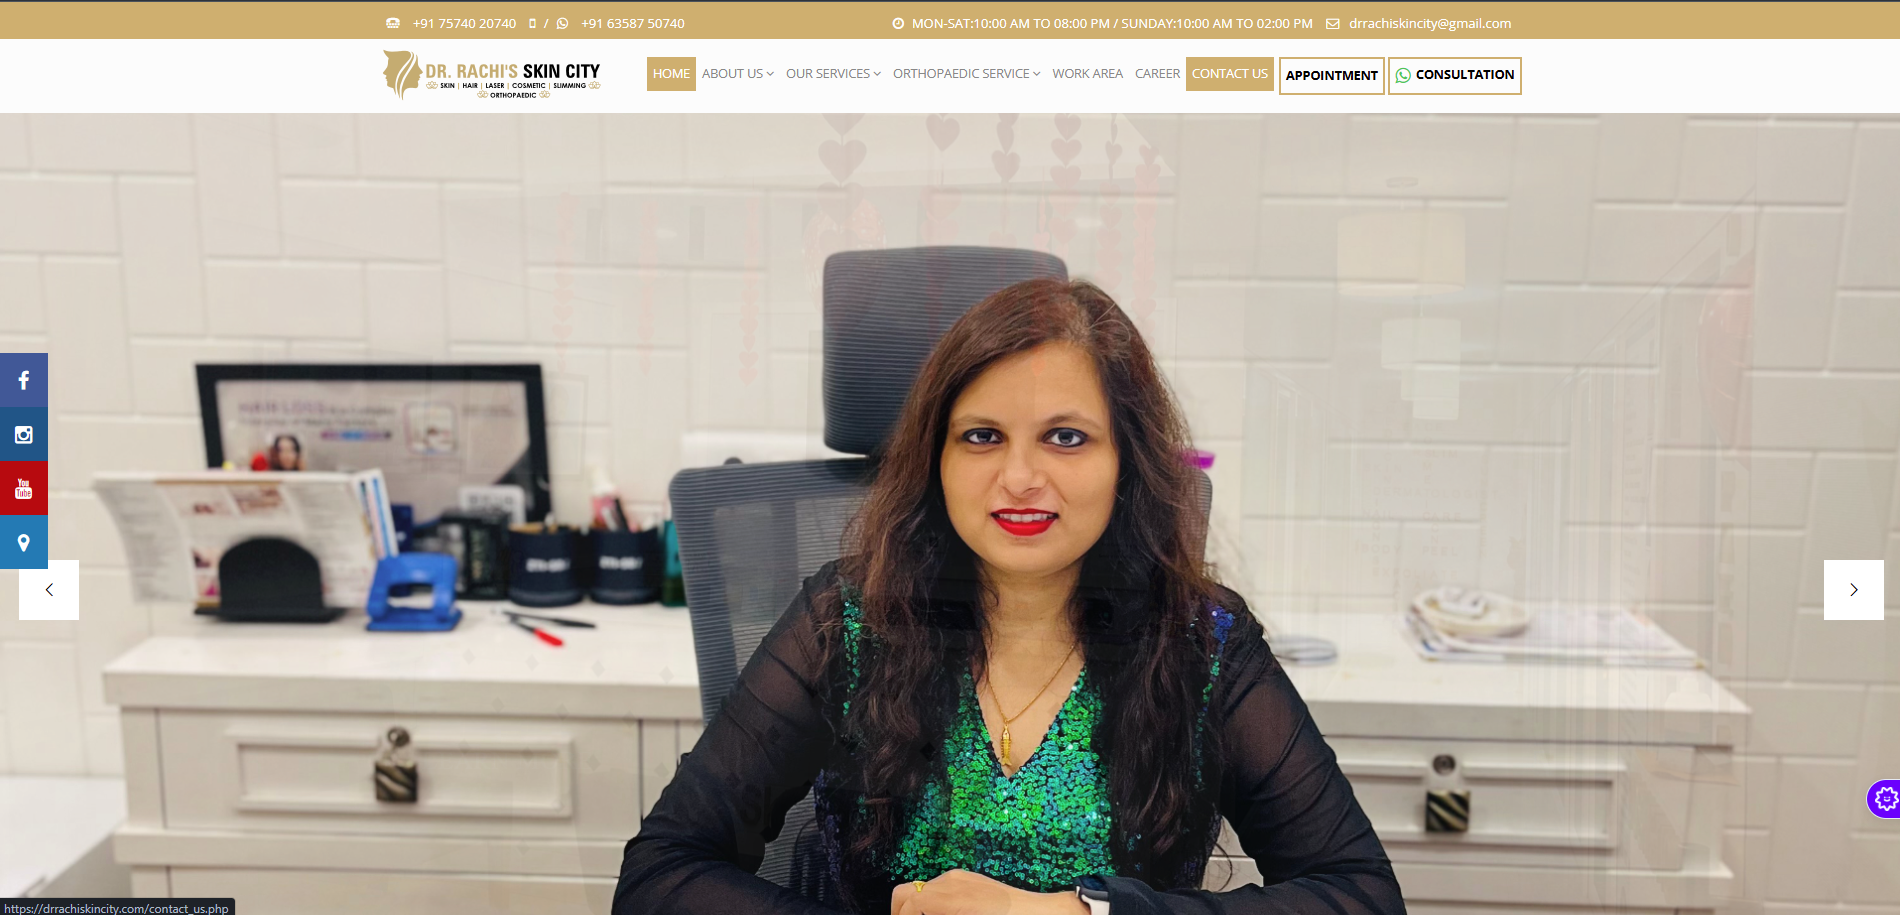 +91 75740 20740 / +91 63587 50740
MON-SAT:10:00 AM TO 08:00 PM / SUNDAY:10:00 AM TO 02:00 PM
drrachiskincity@gmail.com
DR. RACHI'S SKIN CITY
SKIN | HAIR | LASER | COSMETIC | SLIMMING
ORTHOPAEDIC
HOME
ABOUT US
OUR SERVICES
ORTHOPAEDIC SERVICE
WORK AREA
CAREER
CONTACT US
APPOINTMENT
CONSULTATION
You
Tube
https://drrachiskincity.com/contact_us.php